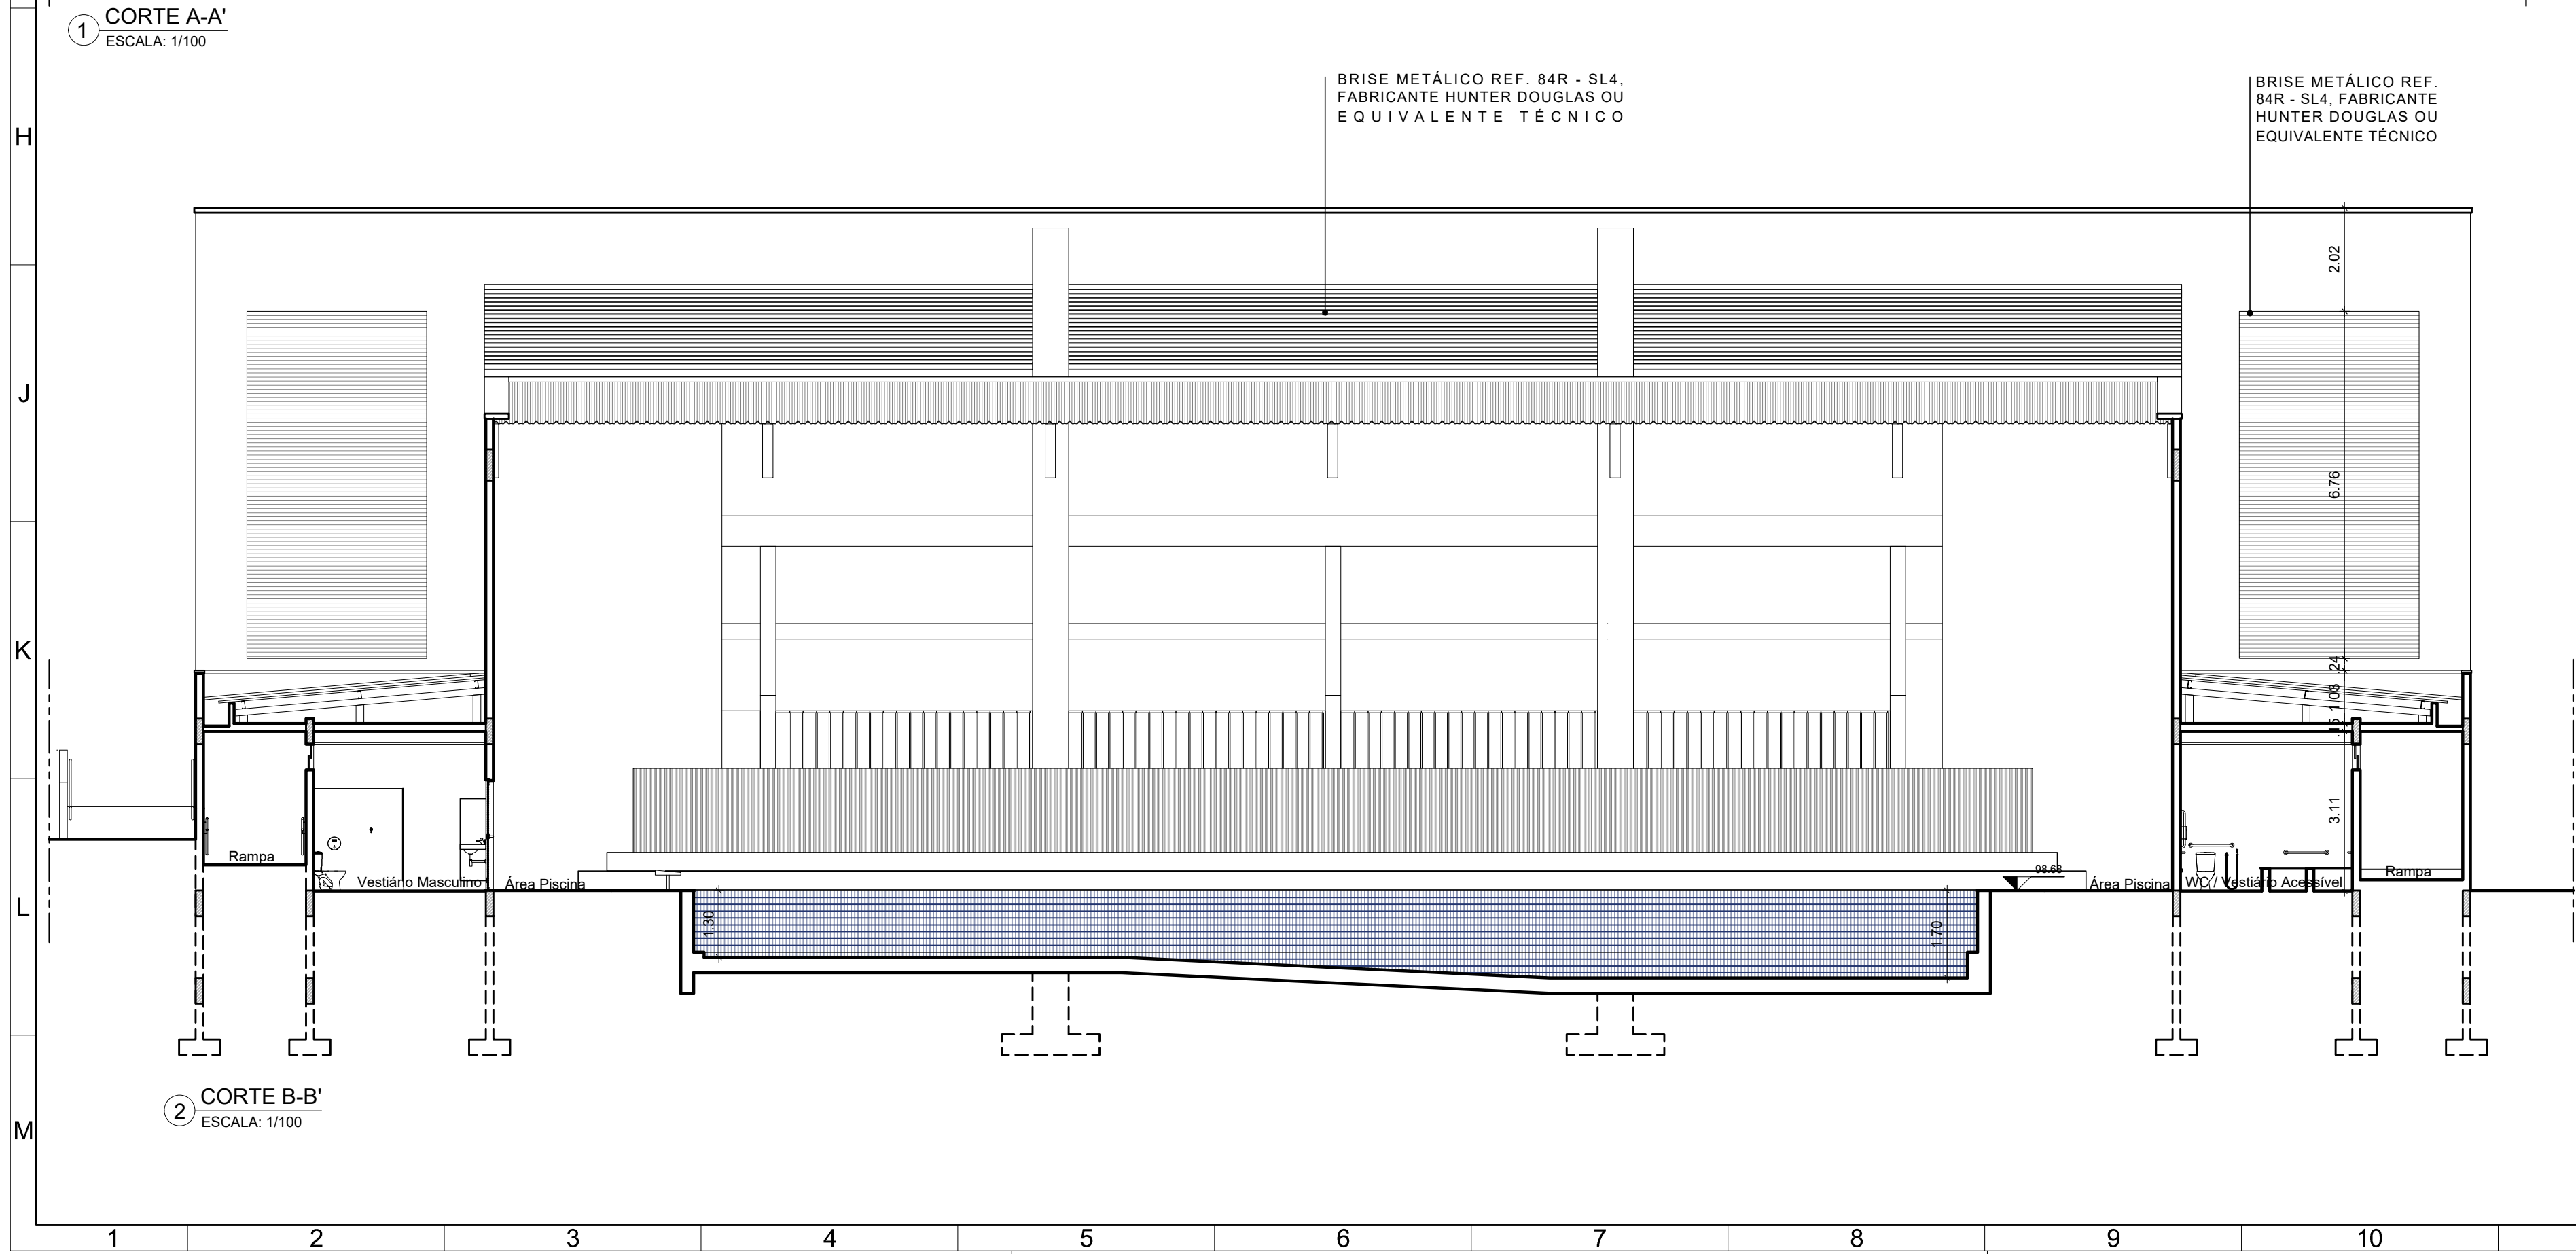 1
CORTE A-A'
ESCALA: 1/100
BRISE METÁLICO REF. 84R - SL4,
FABRICANTE HUNTER DOUGLAS OU
EQUIVALENTE TÉCNICO
BRISE METÁLICO REF.
84R - SL4, FABRICANTE
HUNTER DOUGLAS OU
EQUIVALENTE TÉCNICO
H
J
K
L
M
2.02
6.76
.24
1.03
.15
3.11
Rampa
Vestiário Masculino
Área Piscina
98.68
Área Piscina
WC / Vestiário Acessível
Rampa
1.30
1.70
2
CORTE B-B'
ESCALA: 1/100
1 2 3 4 5 6 7 8 9 10